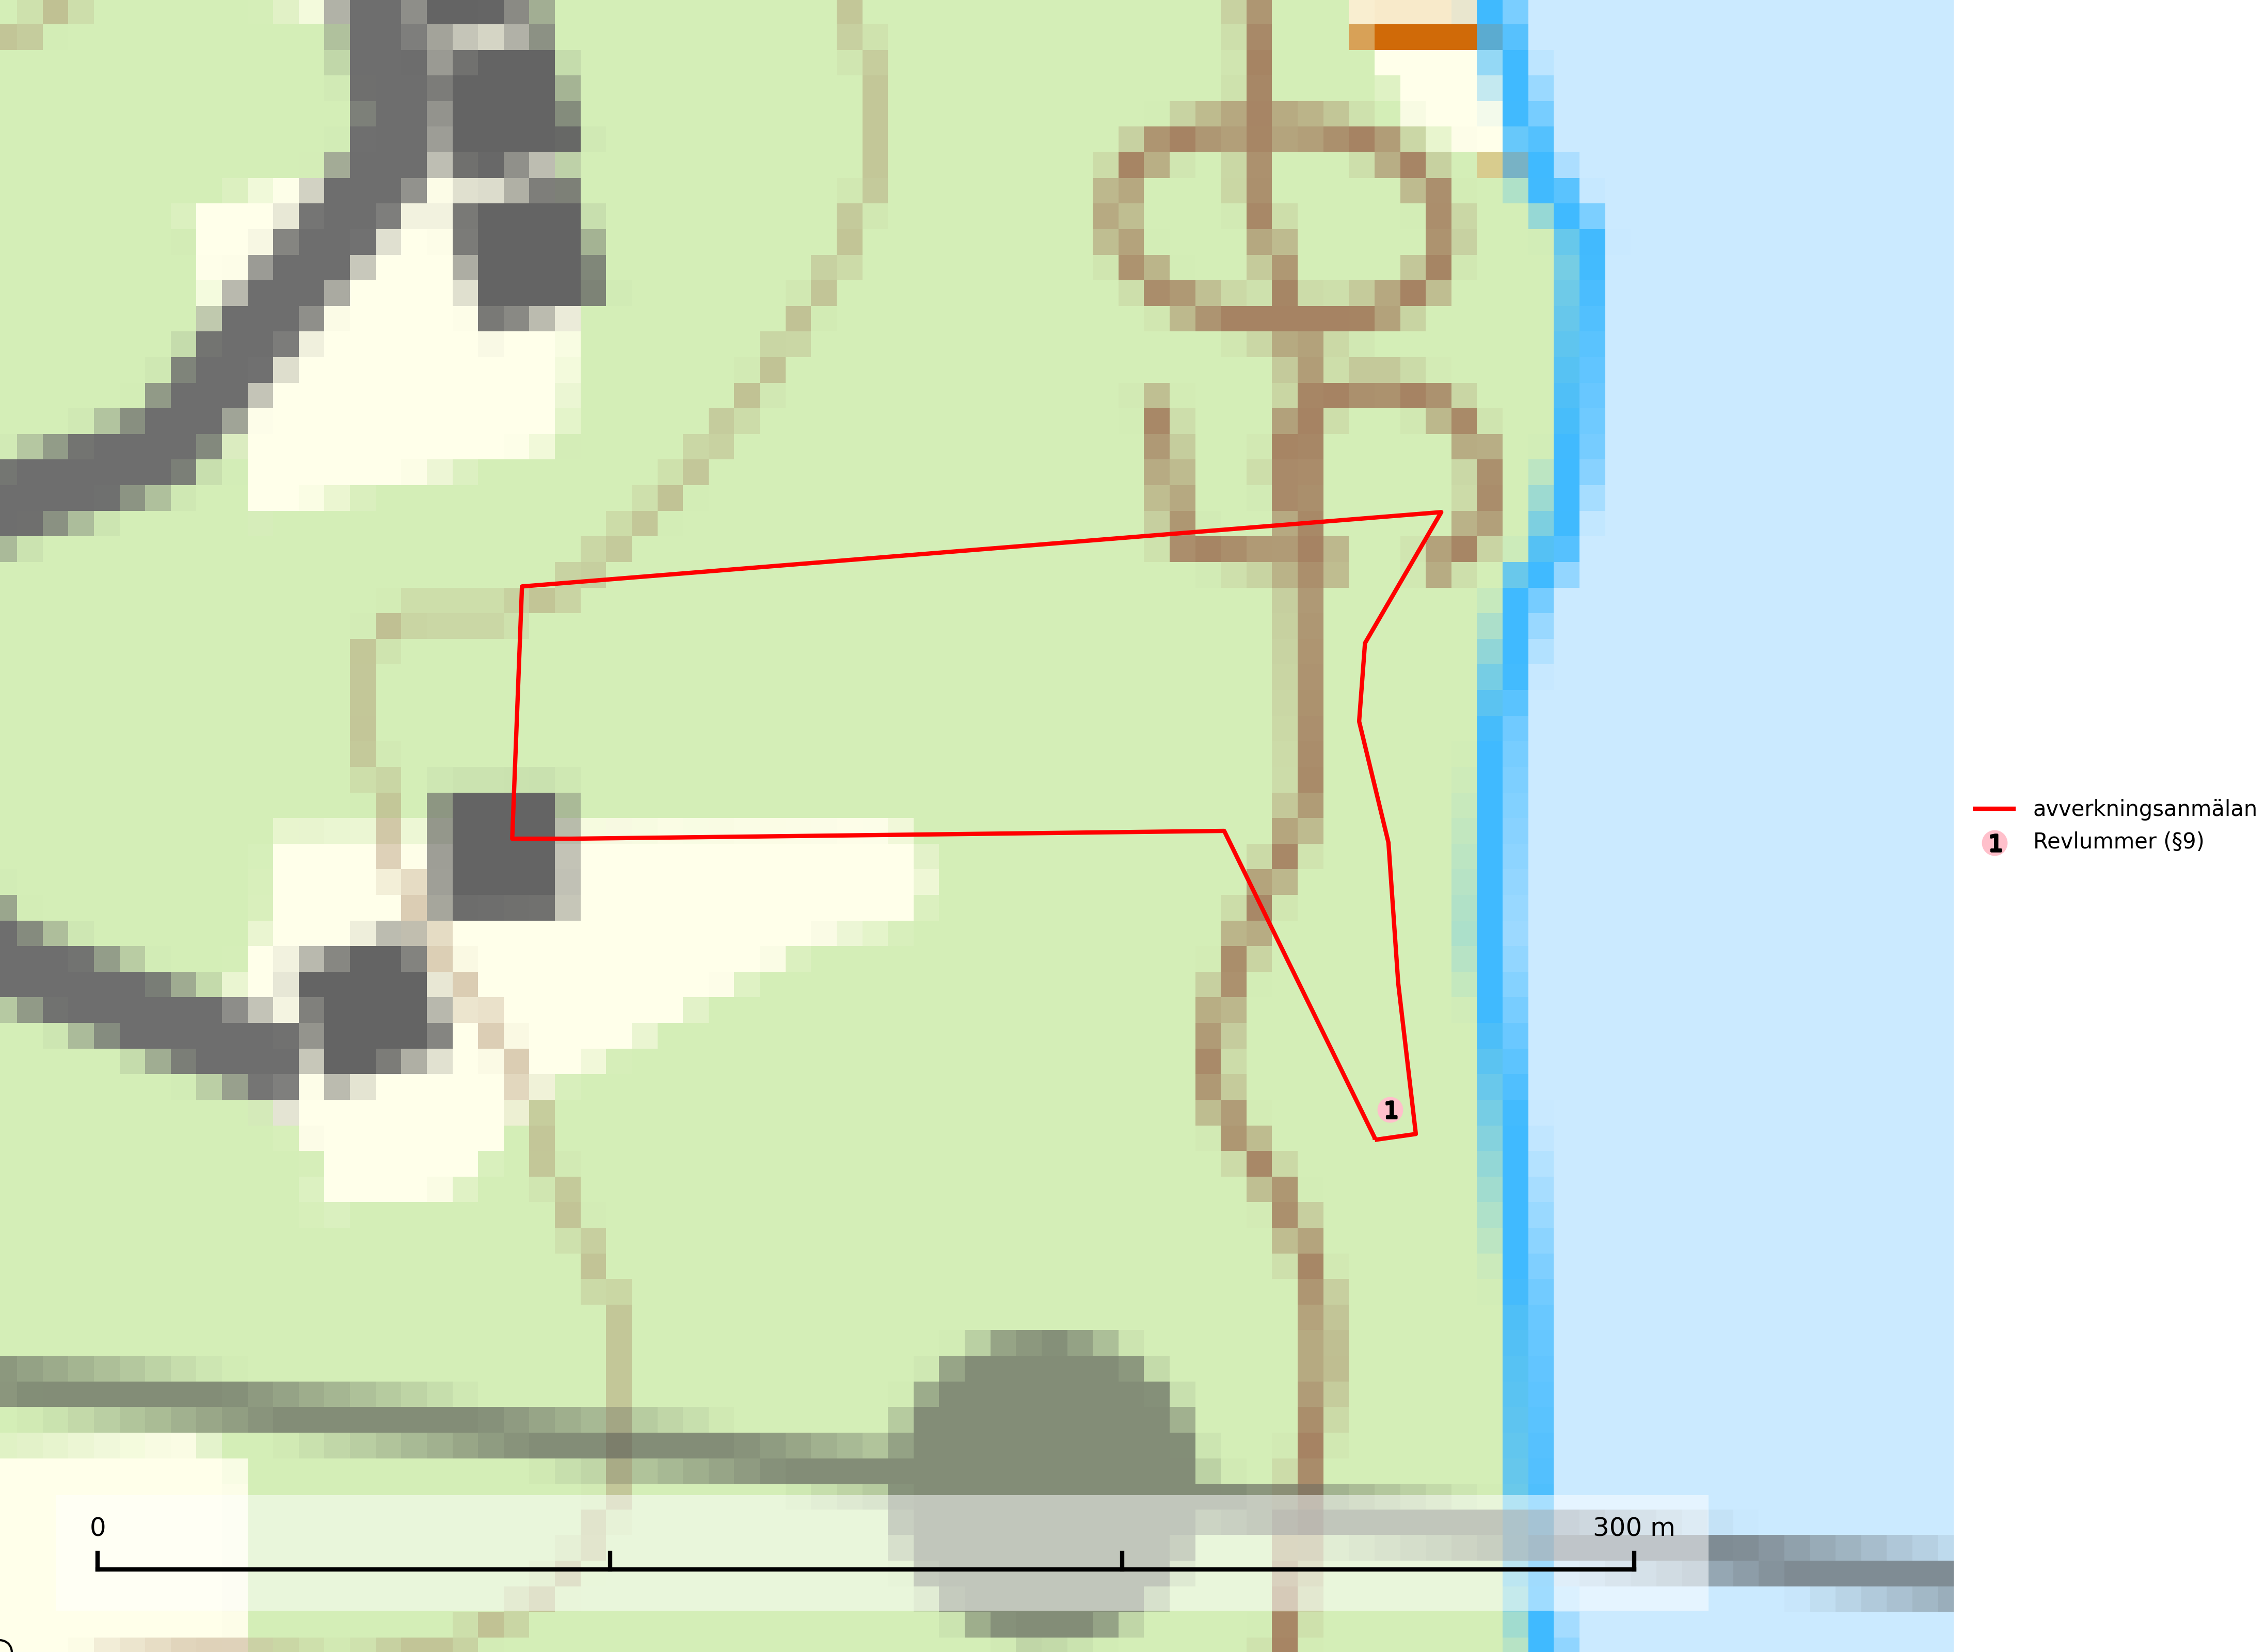 avverkningsanmälan
1 Revlummer (§9)
1
0 300 m